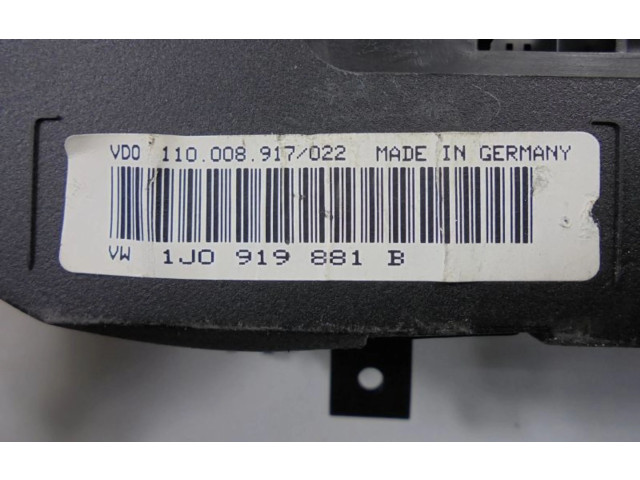 VDO 110.008.917/022 MADE IN GERMANY
VW 1J0 919 881 B